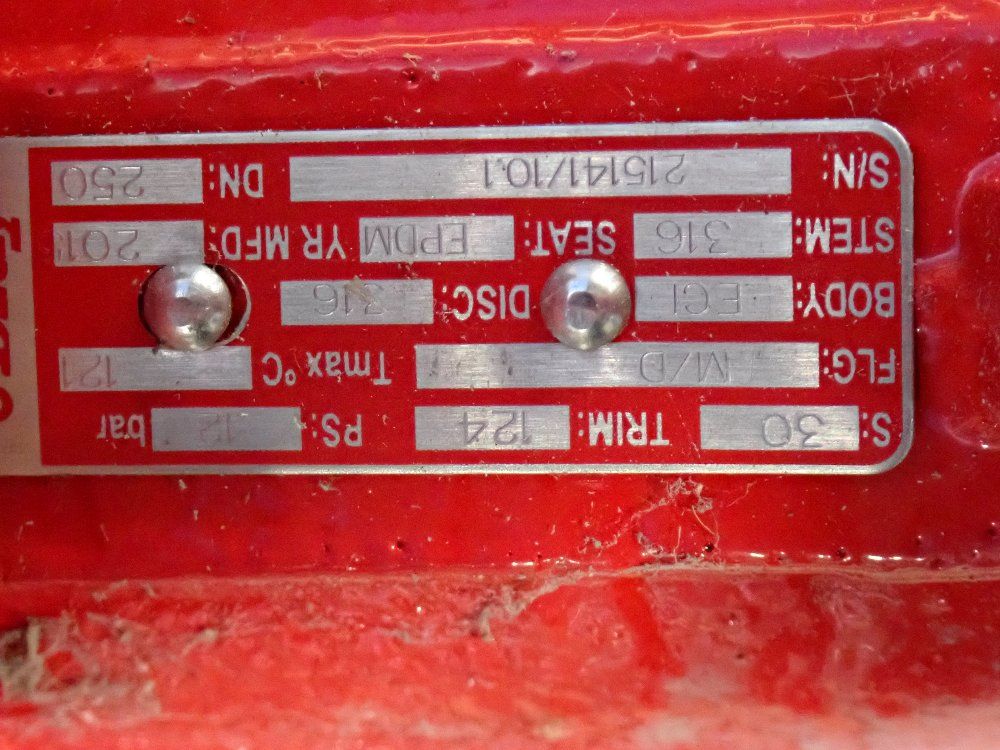 S: 30 TRIM: 124 PS: 12 bar
FLG: M/D Tmax °C 121
BODY: EGI DISC: 316
STEM: 316 SEAT: EPDM YR MFD: 2011
S/N: 215141/10.1 DN: 250